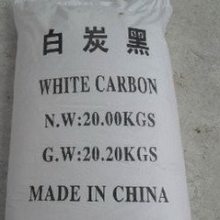 白炭黑
WHITE CARBON
N.W:20.00KGS
G.W:20.20KGS
MADE IN CHINA